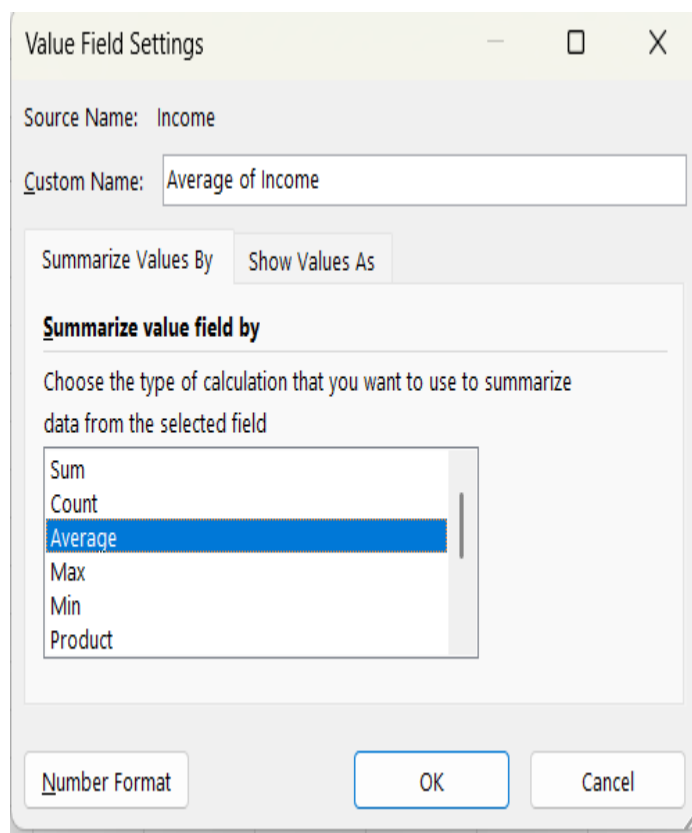 Value Field Settings
Source Name: Income
Custom Name: Average of Income
Summarize Values By Show Values As
Summarize value field by
Choose the type of calculation that you want to use to summarize
data from the selected field
Sum
Count
Average
Max
Min
Product
Number Format OK Cancel